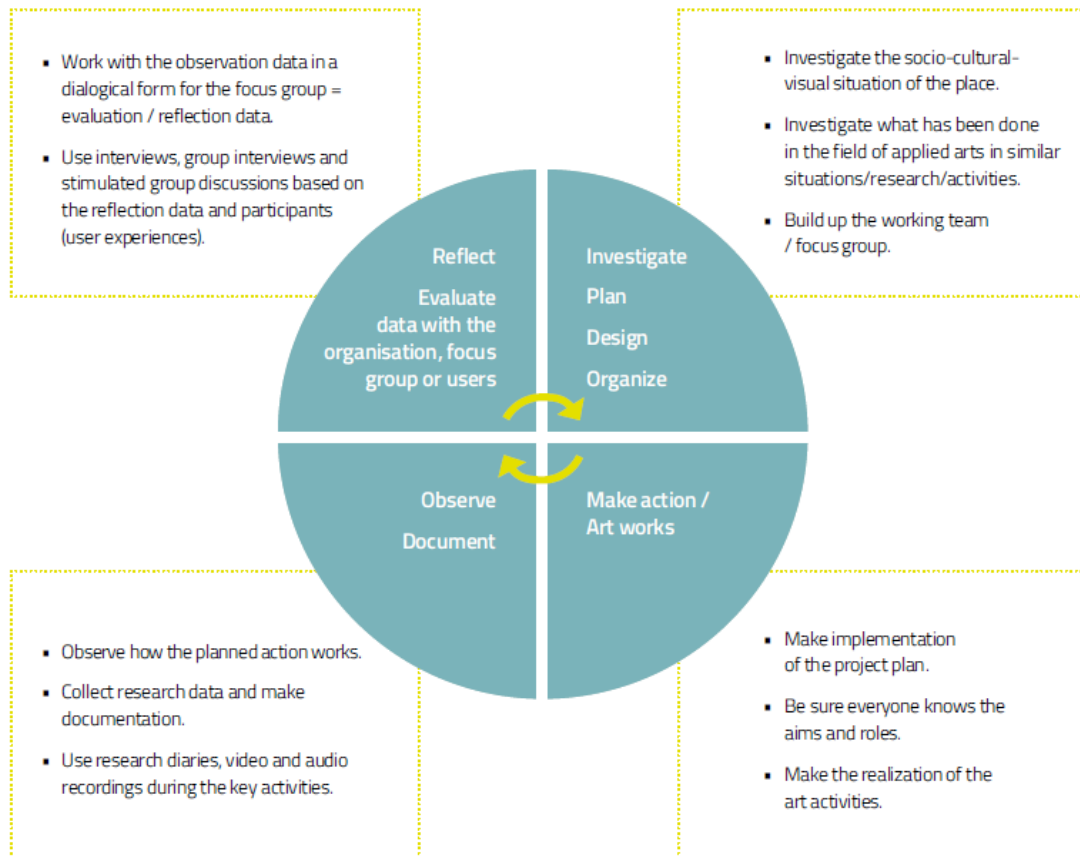 ▪ Work with the observation data in a
dialogical form for the focus group =
evaluation / reflection data.
▪ Use interviews, group interviews and
stimulated group discussions based on
the reflection data and participants
(user experiences).
▪ Investigate the socio-cultural-
visual situation of the place.
▪ Investigate what has been done
in the field of applied arts in similar
situations/research/activities.
▪ Build up the working team
/ focus group.
Reflect
Evaluate
data with the
organisation, focus
group or users
Investigate
Plan
Design
Organize
Observe
Document
Make action /
Art works
▪ Observe how the planned action works.
▪ Collect research data and make
documentation.
▪ Use research diaries, video and audio
recordings during the key activities.
▪ Make implementation
of the project plan.
▪ Be sure everyone knows the
aims and roles.
▪ Make the realization of the
art activities.